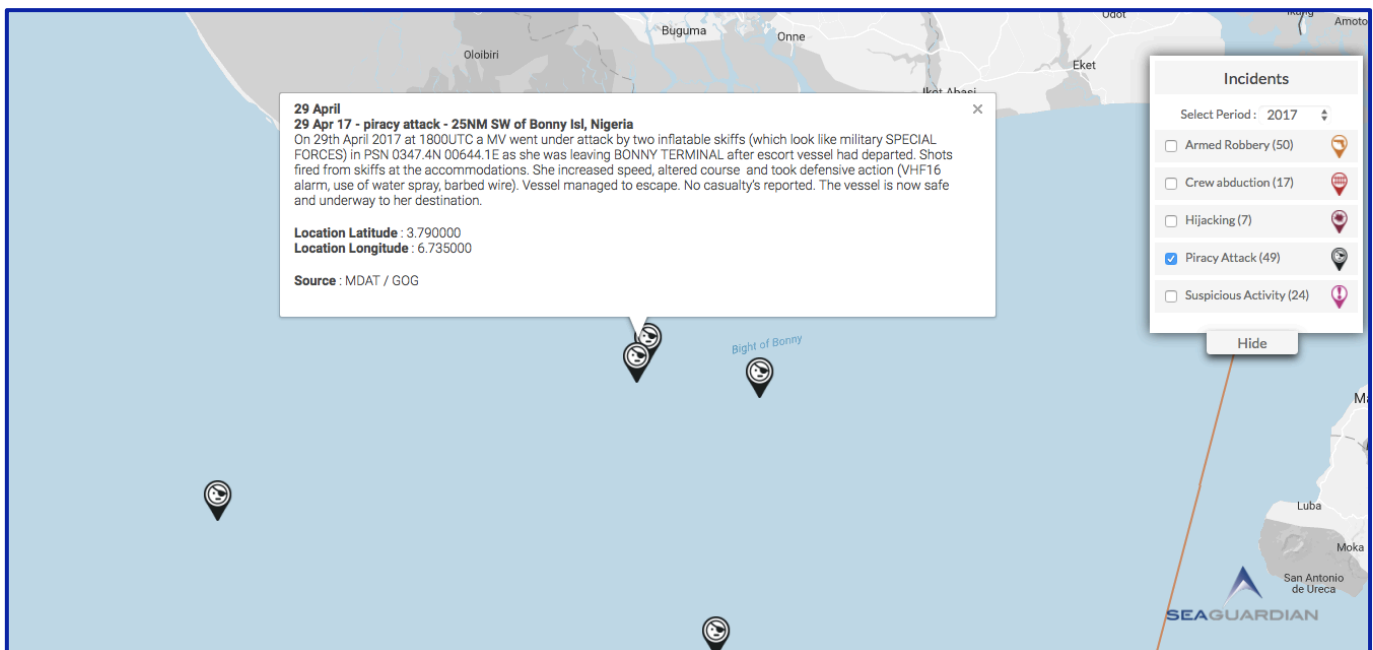 Buguma
Onne
Udot
Ikang
Amoto
Oloibiri
Eket
Ikot Abasi
29 April
29 Apr 17 - piracy attack - 25NM SW of Bonny Isl, Nigeria
On 29th April 2017 at 1800UTC a MV went under attack by two inflatable skiffs (which look like military SPECIAL
FORCES) in PSN 0347.4N 00644.1E as she was leaving BONNY TERMINAL after escort vessel had departed. Shots
fired from skiffs at the accommodations. She increased speed, altered course and took defensive action (VHF16
alarm, use of water spray, barbed wire). Vessel managed to escape. No casualty's reported. The vessel is now safe
and underway to her destination.
Location Latitude : 3.790000
Location Longitude : 6.735000
Source : MDAT / GOG
Incidents
Select Period : 2017
Armed Robbery (50)
Crew abduction (17)
Hijacking (7)
Piracy Attack (49)
Suspicious Activity (24)
Hide
Bight of Bonny
Luba
Moka
San Antonio
de Ureca
SEAGUARDIAN